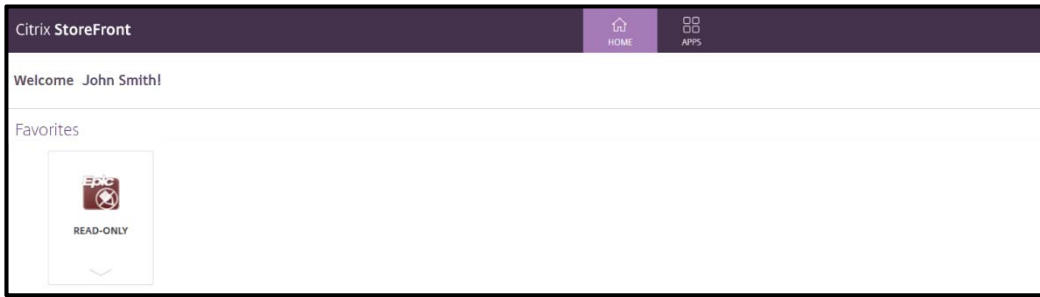 Citrix StoreFront
HOME
APPS
Welcome John Smith!
Favorites
Epic
READ-ONLY